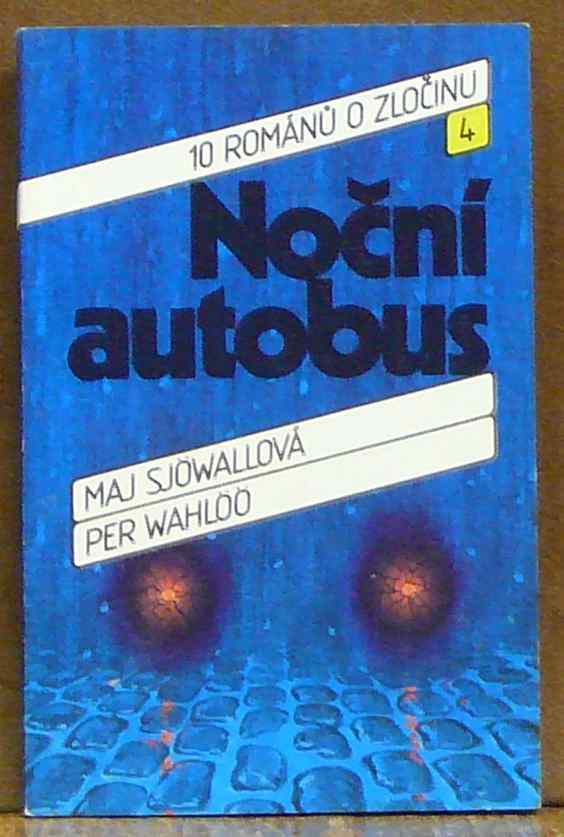 10 ROMÁNŮ O ZLOČINU
4
Noční
autobus
MAJ SJÖWALLOVÁ
PER WAHLÖÖ